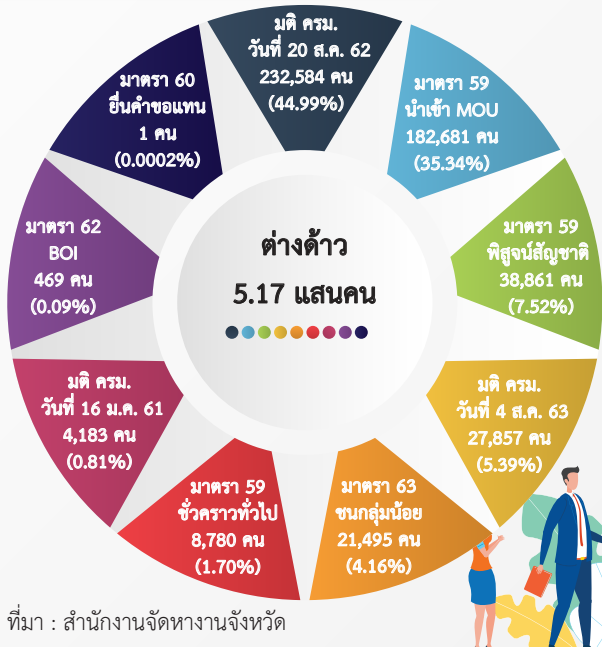 มติ ครม.
วันที่ 20 ส.ค. 62
232,584 คน
(44.99%)
มาตรา 59
นำเข้า MOU
182,681 คน
(35.34%)
มาตรา 59
พิสูจน์สัญชาติ
38,861 คน
(7.52%)
มติ ครม.
วันที่ 4 ส.ค. 63
27,857 คน
(5.39%)
มาตรา 63
ชนกลุ่มน้อย
21,495 คน
(4.16%)
มาตรา 59
ชั่วคราวทั่วไป
8,780 คน
(1.70%)
มติ ครม.
วันที่ 16 ม.ค. 61
4,183 คน
(0.81%)
มาตรา 62
BOI
469 คน
(0.09%)
มาตรา 60
ยื่นคำขอแทน
1 คน
(0.0002%)
ต่างด้าว
5.17 แสนคน
ที่มา : สำนักงานจัดหางานจังหวัด